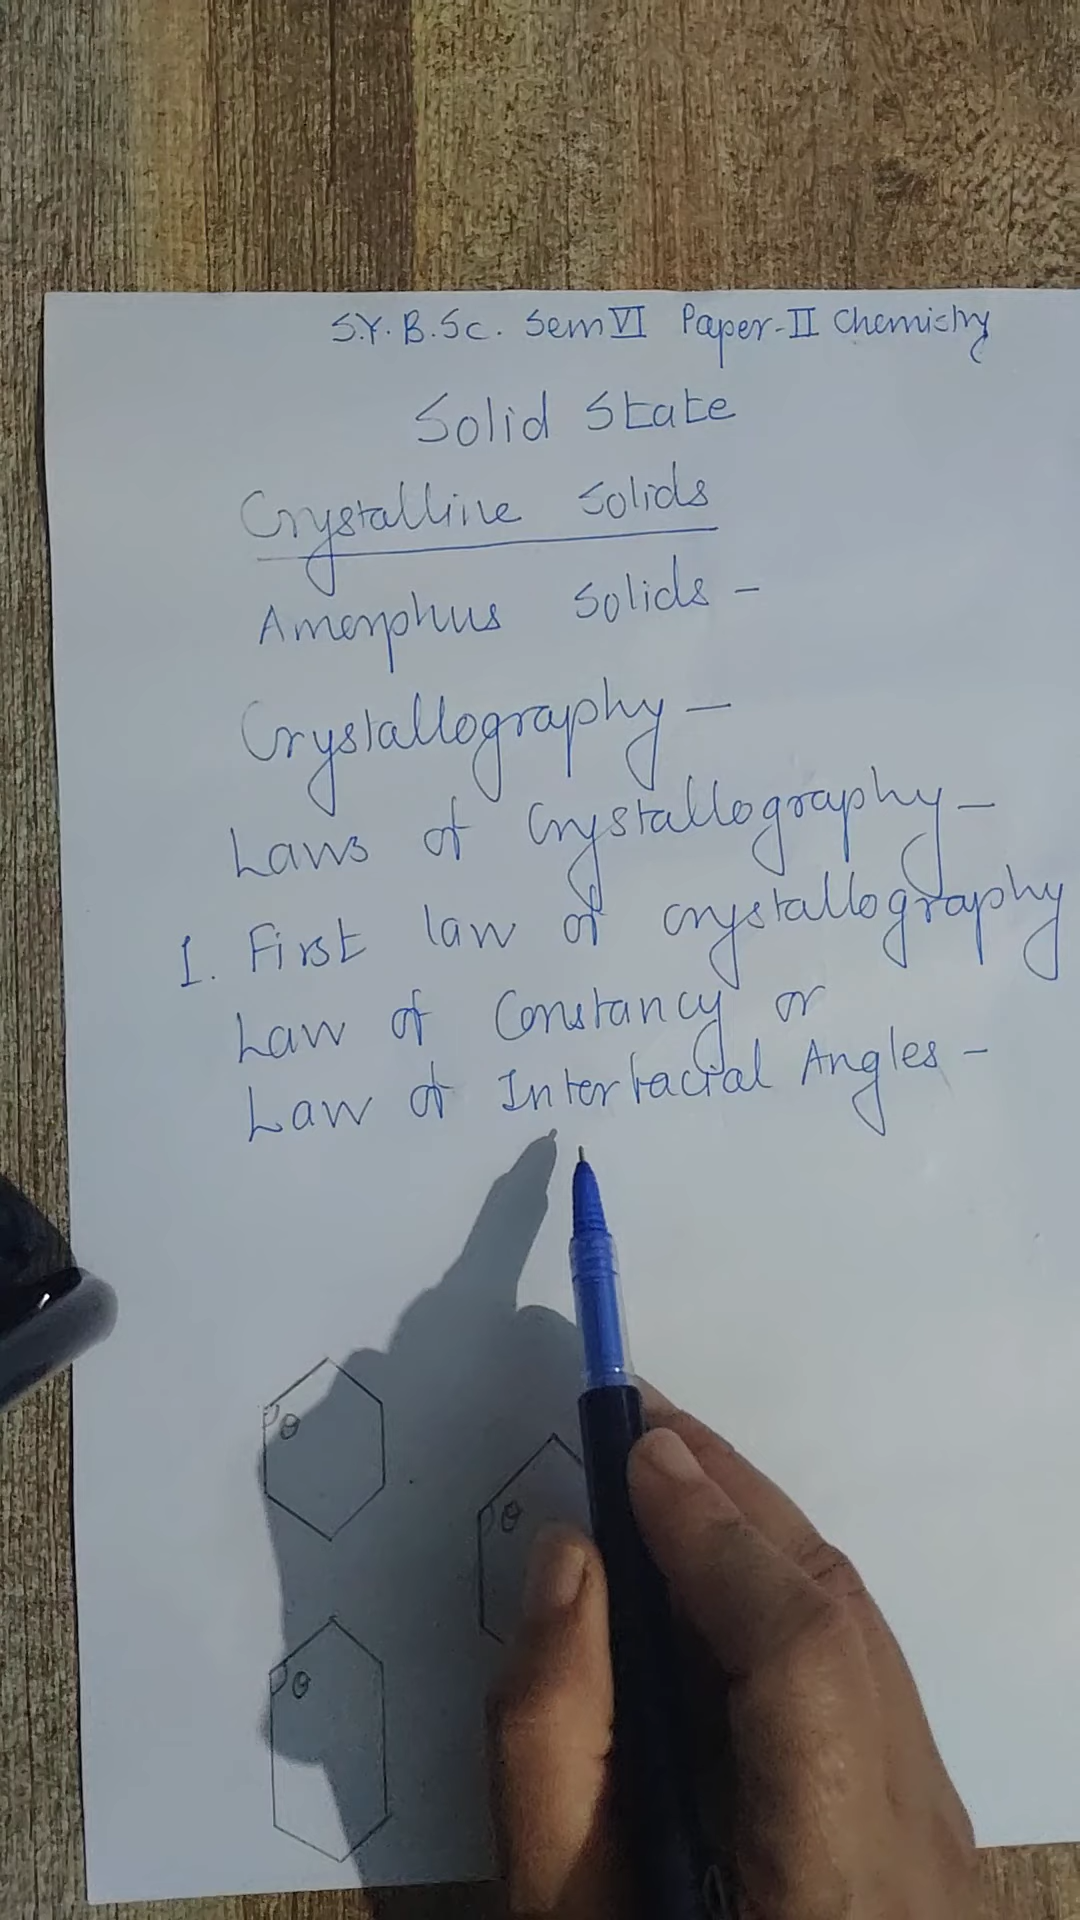 S.Y. B.Sc. Sem VI Paper-II Chemistry
Solid State
Crystalline Solids
Amorphus Solids -
Crystallography -
Laws of Crystallography -
1. First law of crystallography
Law of Constancy or
Law of Interfacial Angles -
θ
θ
θ